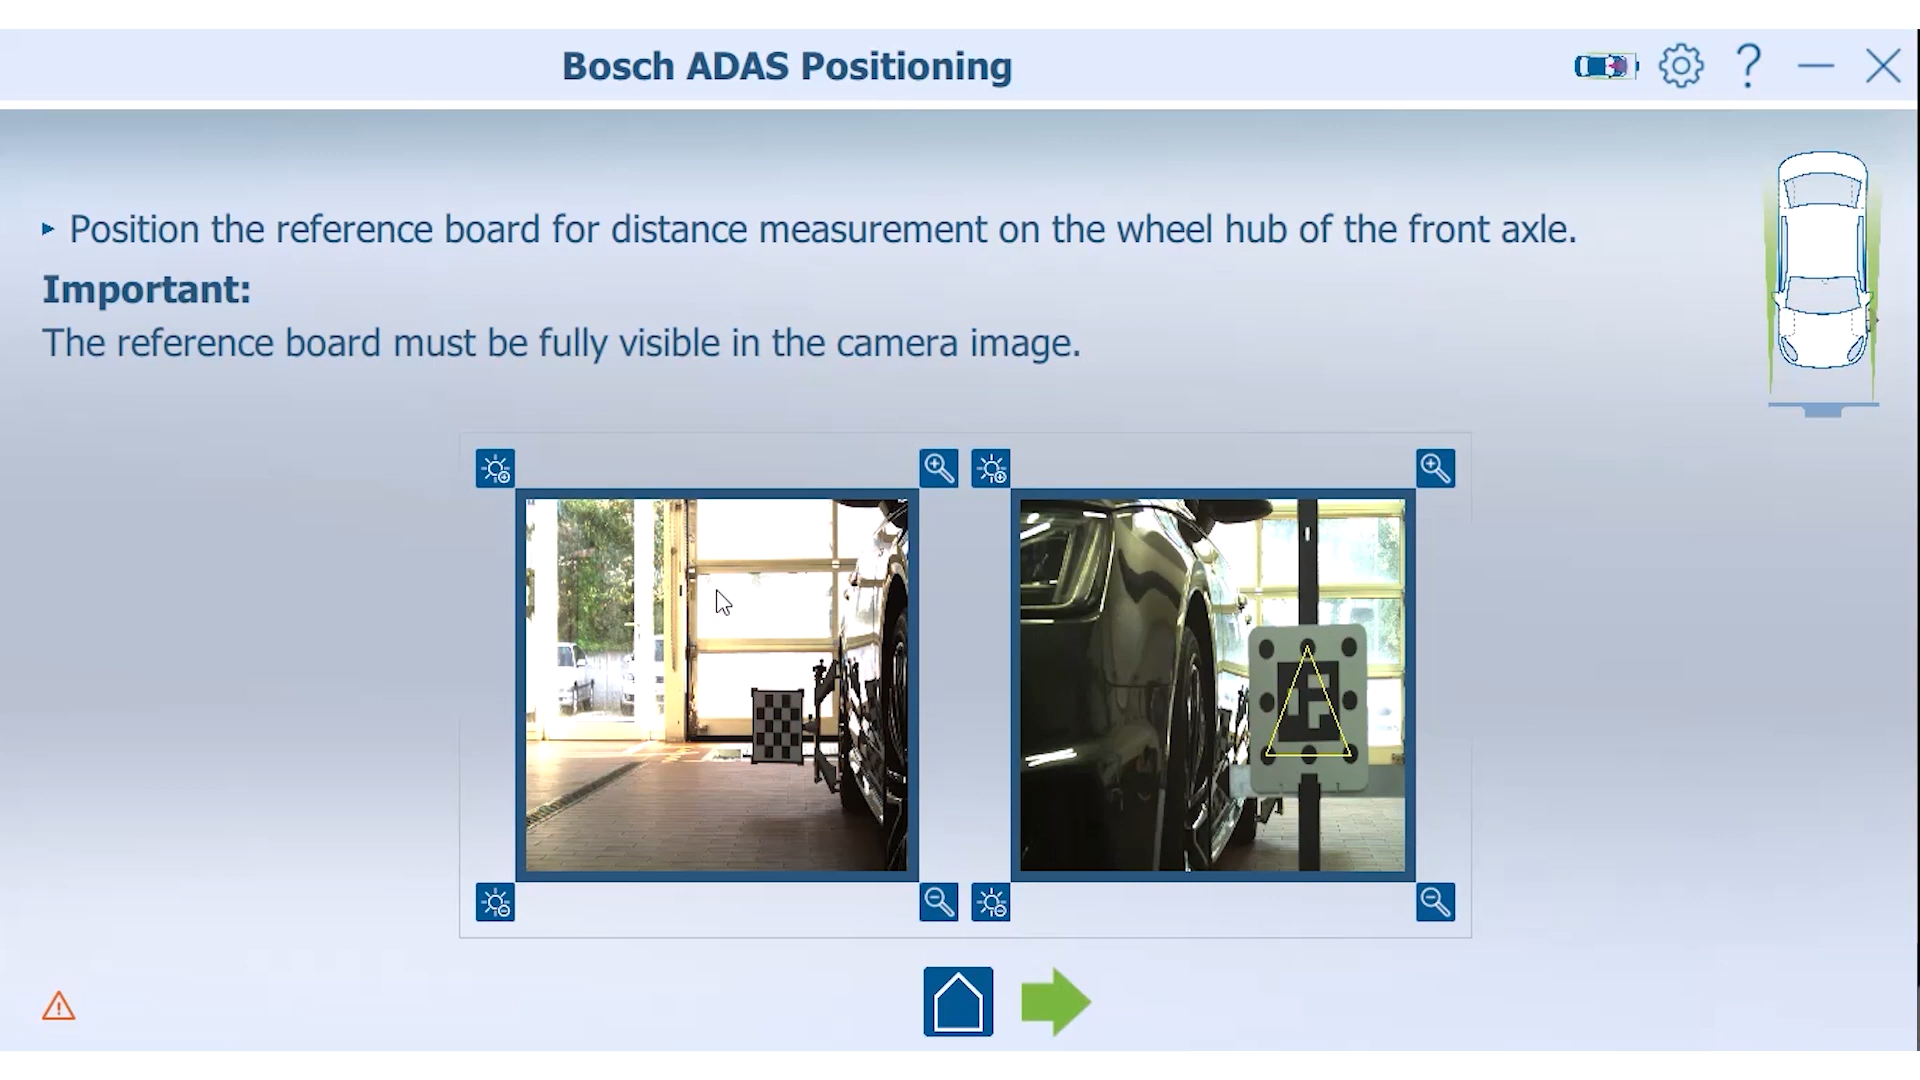 Bosch ADAS Positioning
▸ Position the reference board for distance measurement on the wheel hub of the front axle.
Important:
The reference board must be fully visible in the camera image.